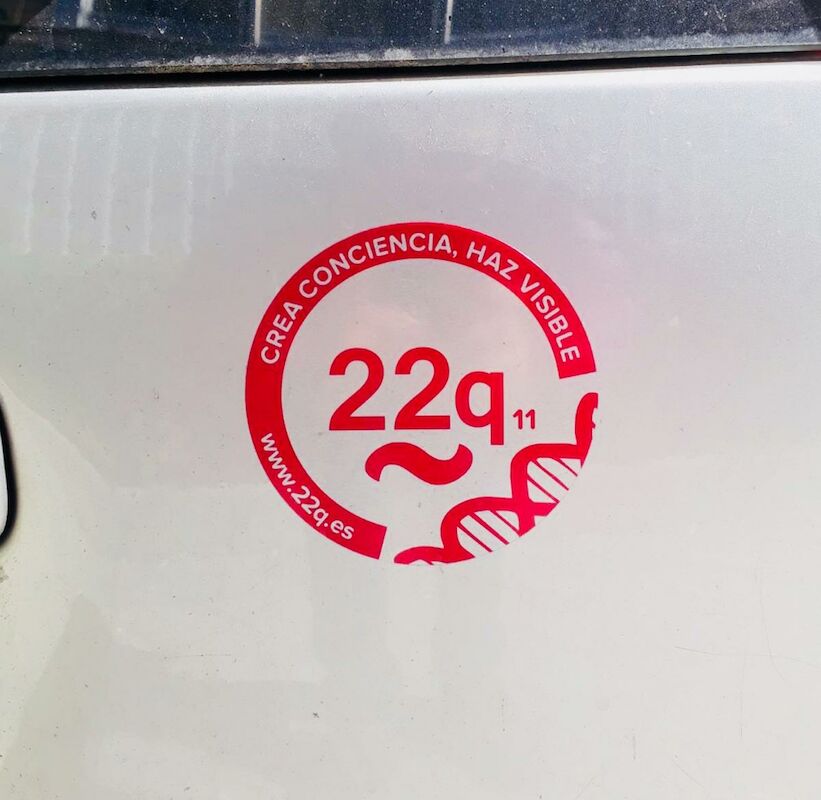 CREA CONCIENCIA, HAZ VISIBLE
22q11
www.22q.es